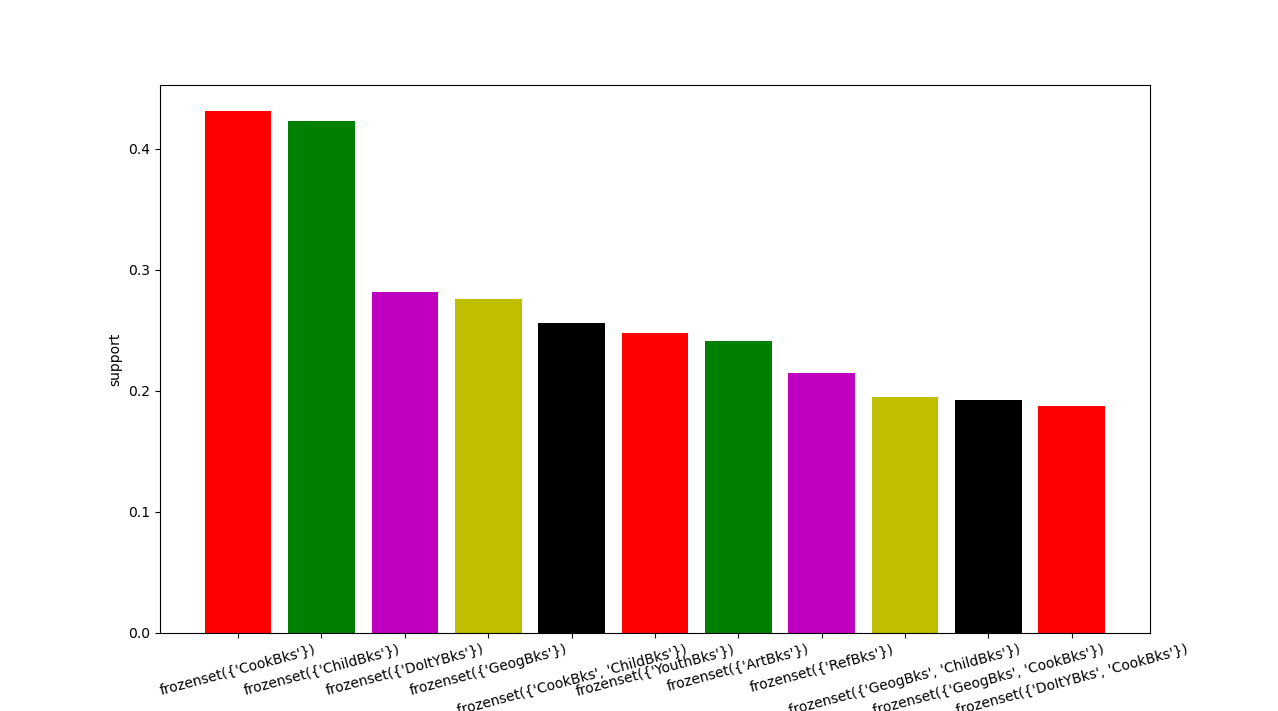 0.4
0.3
0.2
0.1
0.0
support
frozenset({'CookBks'})
frozenset({'ChildBks'})
frozenset({'DoItYBks'})
frozenset({'GeogBks'})
frozenset({'CookBks', 'ChildBks'})
frozenset({'YouthBks'})
frozenset({'ArtBks'})
frozenset({'RefBks'})
frozenset({'GeogBks', 'ChildBks'})
frozenset({'GeogBks', 'CookBks'})
frozenset({'DoItYBks', 'CookBks'})